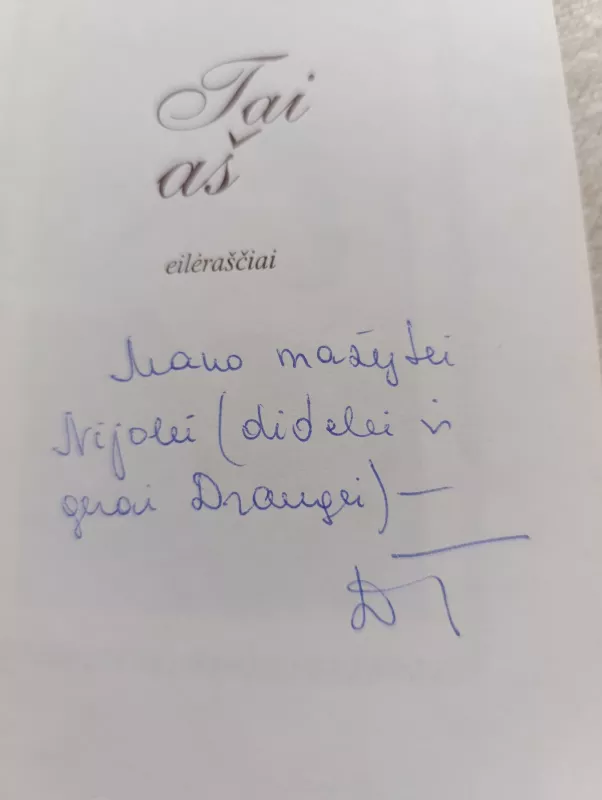 Tai
aš
eilėraščiai
Mano mažytei
Nijolei (didelei ir
gerai Draugei) —